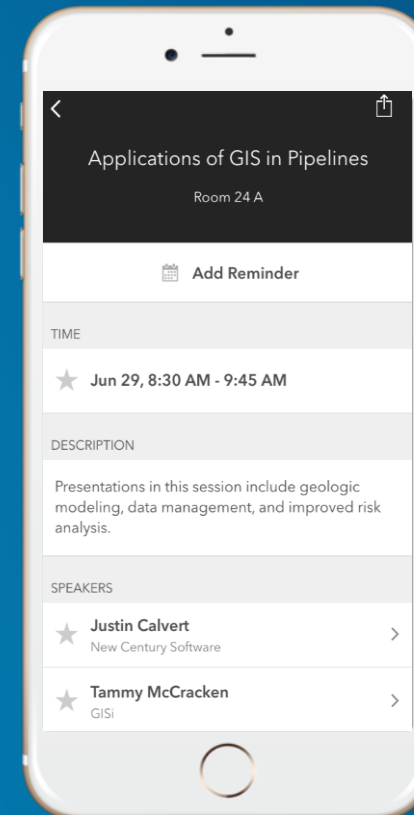 Applications of GIS in Pipelines
Room 24 A
Add Reminder
TIME
Jun 29, 8:30 AM - 9:45 AM
DESCRIPTION
Presentations in this session include geologic
modeling, data management, and improved risk
analysis.
SPEAKERS
Justin Calvert
New Century Software
Tammy McCracken
GISi